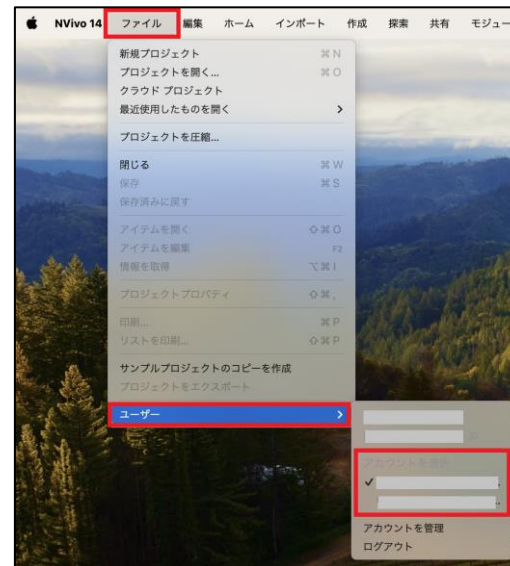 NVivo 14 ファイル 編集 ホーム インポート 作成 探索 共有 モジュー
新規プロジェクト ⌘ N
プロジェクトを開く... ⌘ O
クラウド プロジェクト
最近使用したものを開く >
プロジェクトを圧縮...
閉じる ⌘ W
保存 ⌘ S
保存済みに戻す
アイテムを開く ⇧ ⌘ O
アイテムを編集 F2
情報を取得 ⌥ ⌘ I
プロジェクトプロパティ ⇧ ⌘ ,
印刷... ⌘ P
リストを印刷... ⇧ ⌘ P
サンプルプロジェクトのコピーを作成
プロジェクトをエクスポート
ユーザー >
アカウントを
✓
アカウントを管理
ログアウト